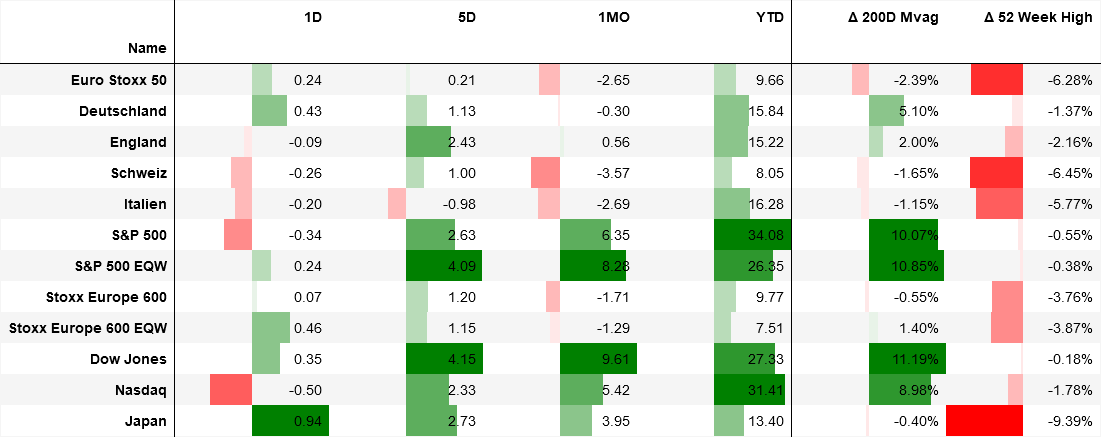 1D 5D 1MO YTD Δ 200D Mvag Δ 52 Week High
Name
Euro Stoxx 50 0.24 0.21 -2.65 9.66 -2.39% -6.28%
Deutschland 0.43 1.13 -0.30 15.84 5.10% -1.37%
England -0.09 2.43 0.56 15.22 2.00% -2.16%
Schweiz -0.26 1.00 -3.57 8.05 -1.65% -6.45%
Italien -0.20 -0.98 -2.69 16.28 -1.15% -5.77%
S&P 500 -0.34 2.63 6.35 34.08 10.07% -0.55%
S&P 500 EQW 0.24 4.09 8.28 26.35 10.85% -0.38%
Stoxx Europe 600 0.07 1.20 -1.71 9.77 -0.55% -3.76%
Stoxx Europe 600 EQW 0.46 1.15 -1.29 7.51 1.40% -3.87%
Dow Jones 0.35 4.15 9.61 27.33 11.19% -0.18%
Nasdaq -0.50 2.33 5.42 31.41 8.98% -1.78%
Japan 0.94 2.73 3.95 13.40 -0.40% -9.39%